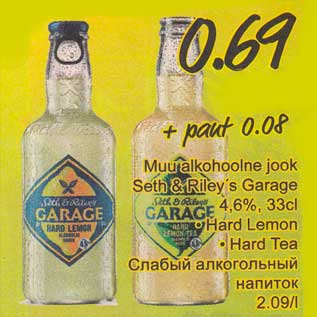 0.69
+ pant 0.08
Muu alkohoolne jook
Seth & Riley's Garage
4,6%, 33cl
• Hard Lemon
• Hard Tea
Слабый алкогольный
напиток
2.09/l
Seth & Riley's
GARAGE
HARD LEMON
Seth & Riley's
GARAGE
HARD
LEMON TEA